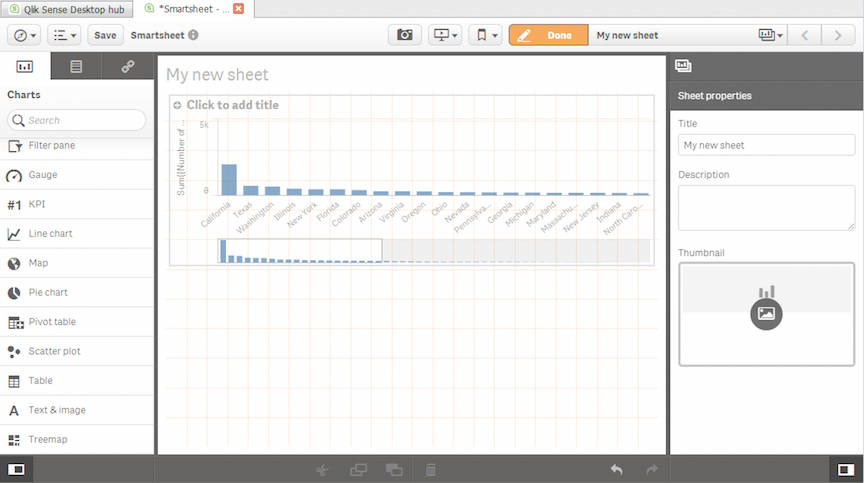 Qlik Sense Desktop hub
*Smartsheet - ...
Save
Smartsheet
Done
My new sheet
Charts
Search
Filter pane
Gauge
#1 KPI
Line chart
Map
Pie chart
Pivot table
Scatter plot
Table
A Text & image
Treemap
My new sheet
Click to add title
Sum([Number of ...
5k
0
California
Texas
Washington
Illinois
New York
Florida
Colorado
Arizona
Virginia
Oregon
Ohio
Nevada
Pennsylva...
Georgia
Michigan
Maryland
Massachu...
New Jersey
Indiana
North Caro...
Sheet properties
Title
My new sheet
Description
Thumbnail